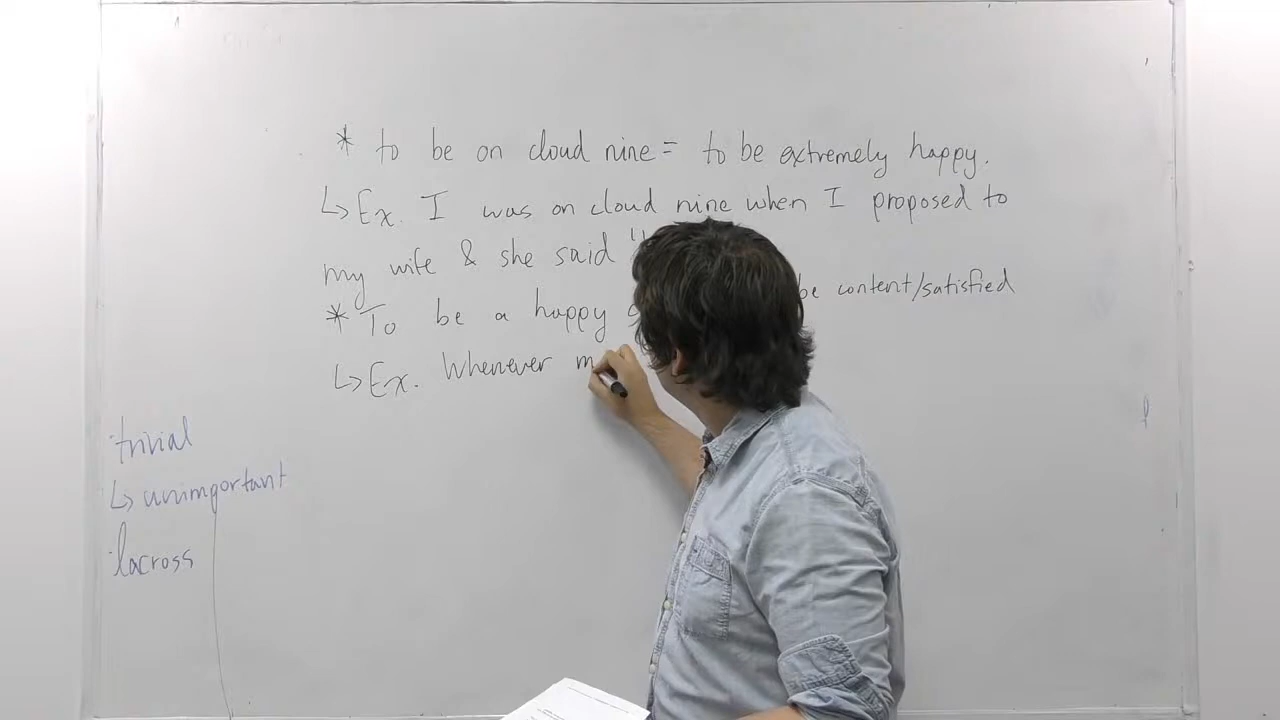 * to be on cloud nine = to be extremely happy.
↳ Ex. I was on cloud nine when I proposed to
my wife & she said "
* To be a happy be content/satisfied
↳ Ex. Whenever m
trivial
↳ unimportant
lacross